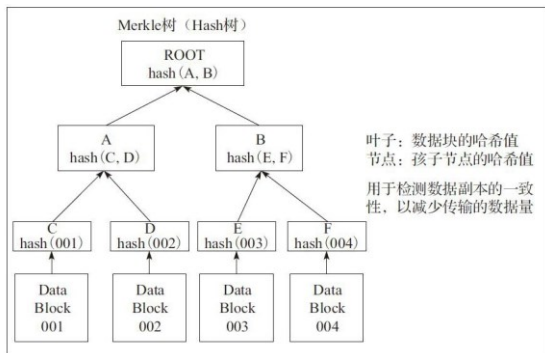 Merkle树（Hash树）
ROOT
hash(A, B)
A
hash(C, D)
B
hash(E, F)
叶子：数据块的哈希值
节点：孩子节点的哈希值
用于检测数据副本的一致
性，以减少传输的数据量
C
hash(001)
D
hash(002)
E
hash(003)
F
hash(004)
Data
Block
001
Data
Block
002
Data
Block
003
Data
Block
004